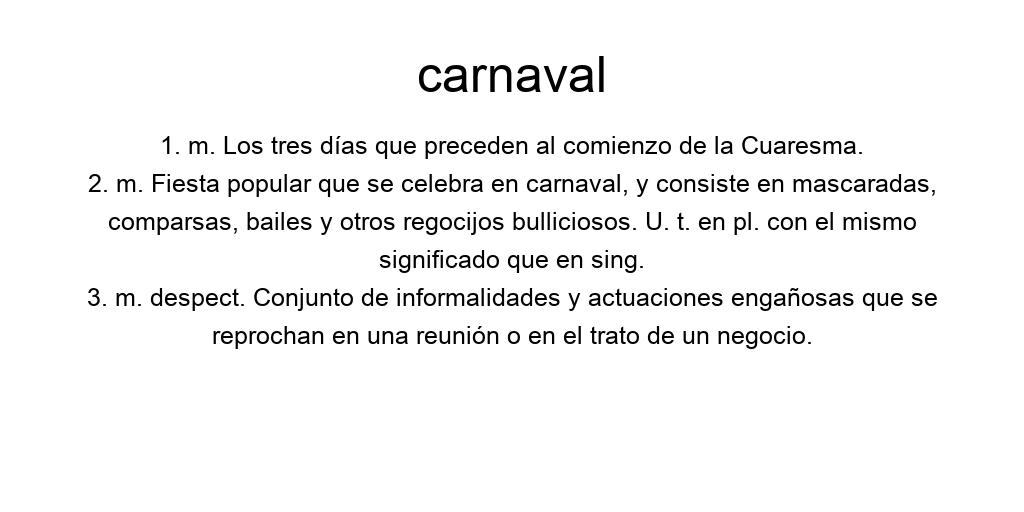 carnaval
1. m. Los tres días que preceden al comienzo de la Cuaresma.
2. m. Fiesta popular que se celebra en carnaval, y consiste en mascaradas,
comparsas, bailes y otros regocijos bulliciosos. U. t. en pl. con el mismo
significado que en sing.
3. m. despect. Conjunto de informalidades y actuaciones engañosas que se
reprochan en una reunión o en el trato de un negocio.